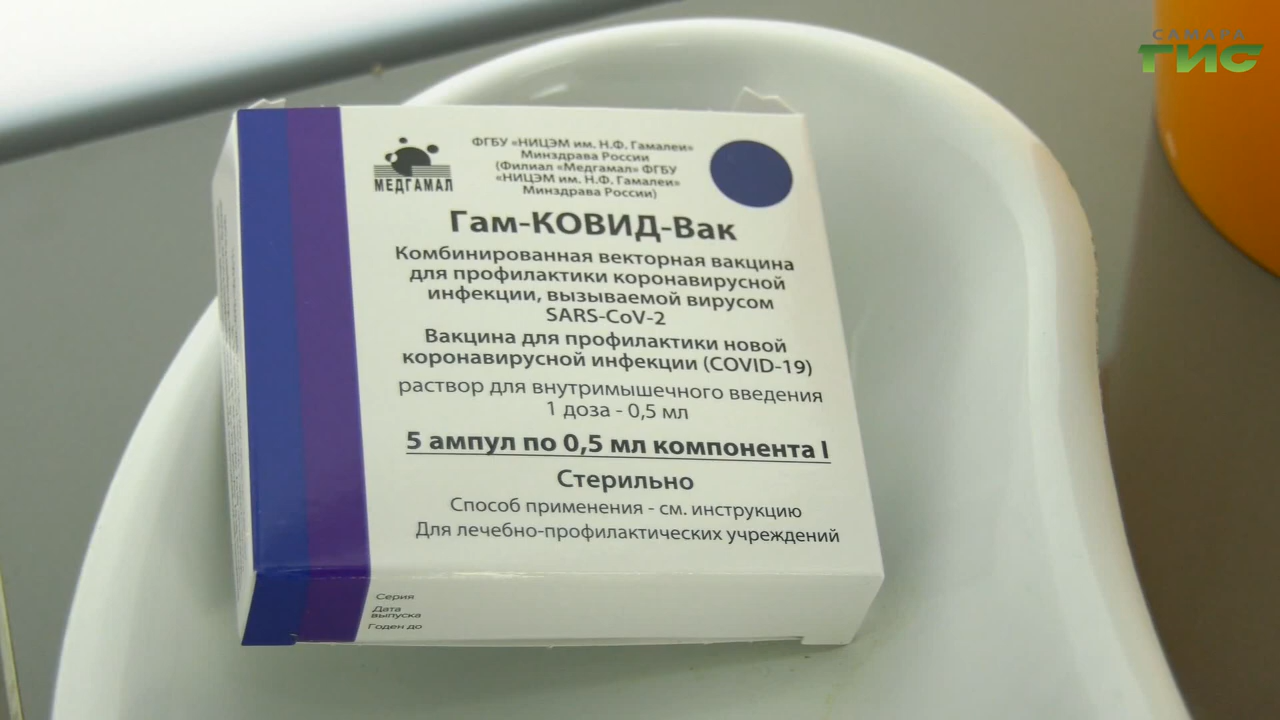 САМАРА
ГИС
МЕДГАМАЛ
ФГБУ «НИЦЭМ им. Н.Ф. Гамалеи»
Минздрава России
(Филиал «Медгамал» ФГБУ
«НИЦЭМ им. Н.Ф. Гамалеи»
Минздрава России)
Гам-КОВИД-Вак
Комбинированная векторная вакцина
для профилактики коронавирусной
инфекции, вызываемой вирусом
SARS-CoV-2
Вакцина для профилактики новой
коронавирусной инфекции (COVID-19)
раствор для внутримышечного введения
1 доза - 0,5 мл
5 ампул по 0,5 мл компонента I
Стерильно
Способ применения - см. инструкцию
Для лечебно-профилактических учреждений
Серия
Дата
выпуска
Годен до